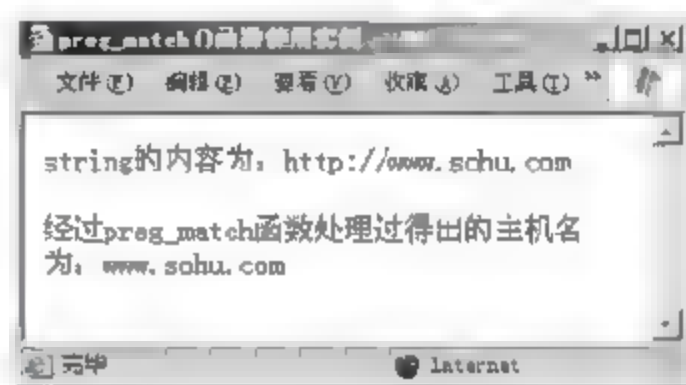 preg_match()函数使用实例
文件(F) 编辑(E) 查看(V) 收藏(A) 工具(T) »
string的内容为：http://www.sohu.com
经过preg_match函数处理过得出的主机名
为：www.sohu.com
完毕 Internet